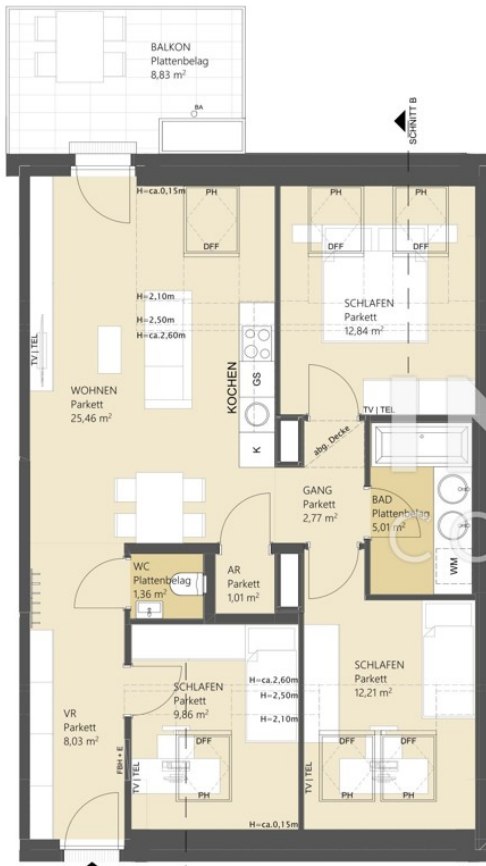 BALKON
Plattenbelag
8,83 m²
BA
SCHNITT B
H=ca.0,15m
PH
DFF
PH
DFF
PH
DFF
H=2,10m
H=2,50m
H=ca.2,60m
TV | TEL
WOHNEN
Parkett
25,46 m²
KOCHEN
GS
K
SCHLAFEN
Parkett
12,84 m²
TV | TEL
abg. Decke
GANG
Parkett
2,77 m²
BAD
Plattenbelag
5,01 m²
WM
WC
Plattenbelag
1,36 m²
AR
Parkett
1,01 m²
VR
Parkett
8,03 m²
FBH + E
SCHLAFEN
Parkett
9,86 m²
H=ca.2,60m
H=2,50m
H=2,10m
TV | TEL
DFF
PH
H=ca.0,15m
SCHLAFEN
Parkett
12,21 m²
TV | TEL
DFF
DFF
PH
PH